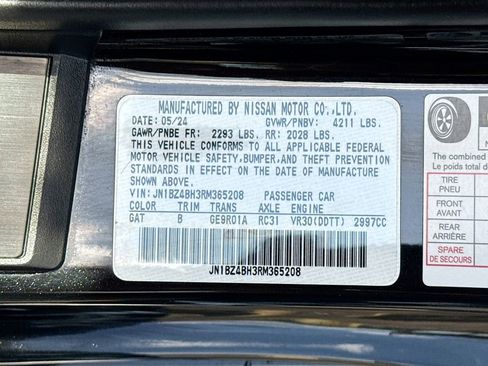 MANUFACTURED BY NISSAN MOTOR CO.,LTD.
DATE: 05/24 GVWR/PNBV: 4211 LBS.
GAWR/PNBE FR: 2293 LBS. RR: 2028 LBS.
THIS VEHICLE CONFORMS TO ALL APPLICABLE FEDERAL
MOTOR VEHICLE SAFETY,BUMPER,AND THEFT PREVENTION
STANDARDS IN EFFECT ON THE DATE OF MANUFACTURE
SHOWN ABOVE.
VIN: JN1BZ4BH3RM365208 PASSENGER CAR
COLOR TRIM TRANS AXLE ENGINE
GAT B GE9R01A RC31 VR30(DDTT) 2997CC
JN1BZ4BH3RM365208
The combined
Le poids total
TIRE
PNEU
FRONT
AVANT
REAR
ARRIÈRE
SPARE
DE SECOURS